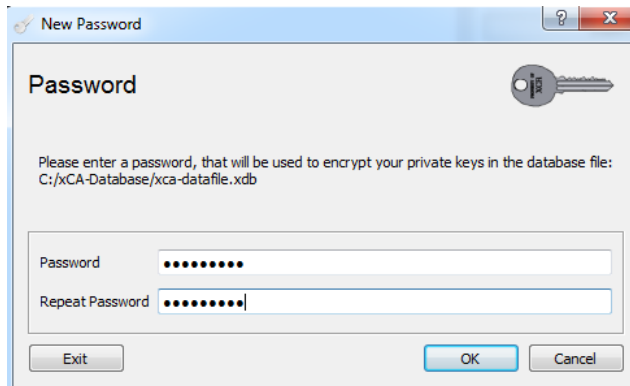 New Password
Password
Please enter a password, that will be used to encrypt your private keys in the database file:
C:/xCA-Database/xca-datafile.xdb
Password ●●●●●●●●●
Repeat Password ●●●●●●●●●
Exit OK Cancel